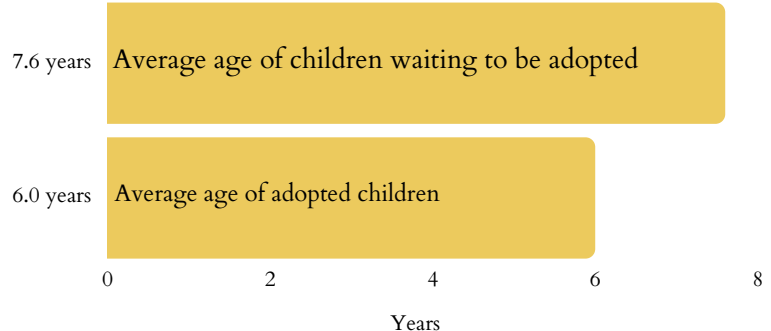 7.6 years Average age of children waiting to be adopted
6.0 years Average age of adopted children
0 2 4 6 8
Years